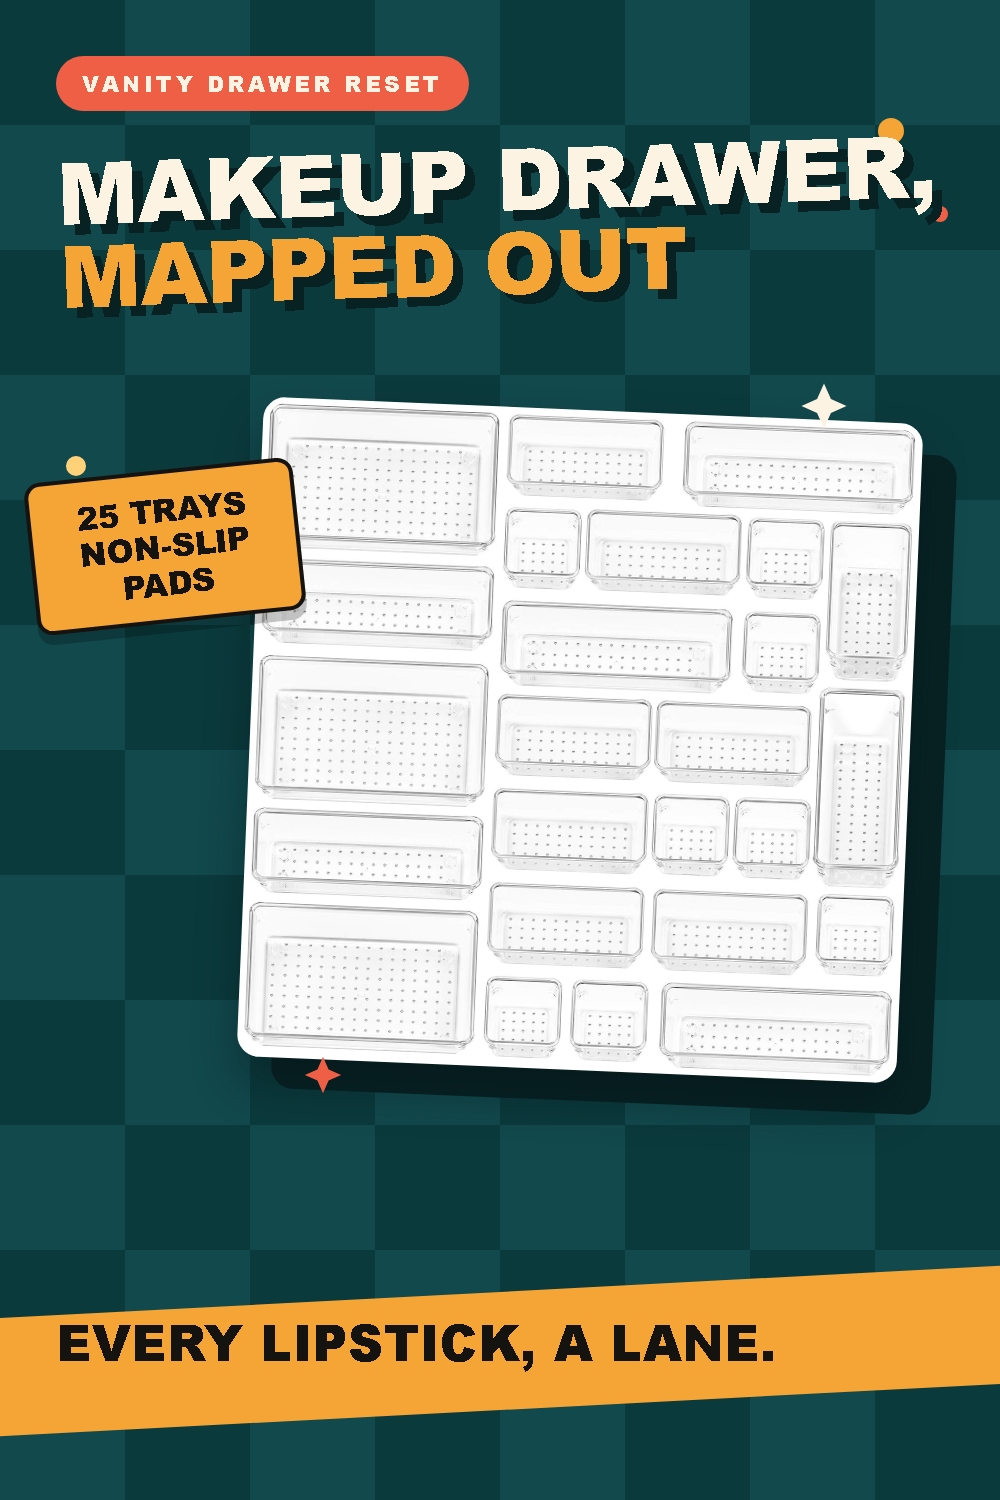 VANITY DRAWER RESET
MAKEUP DRAWER,
MAPPED OUT
25 TRAYS
NON-SLIP
PADS
EVERY LIPSTICK, A LANE.